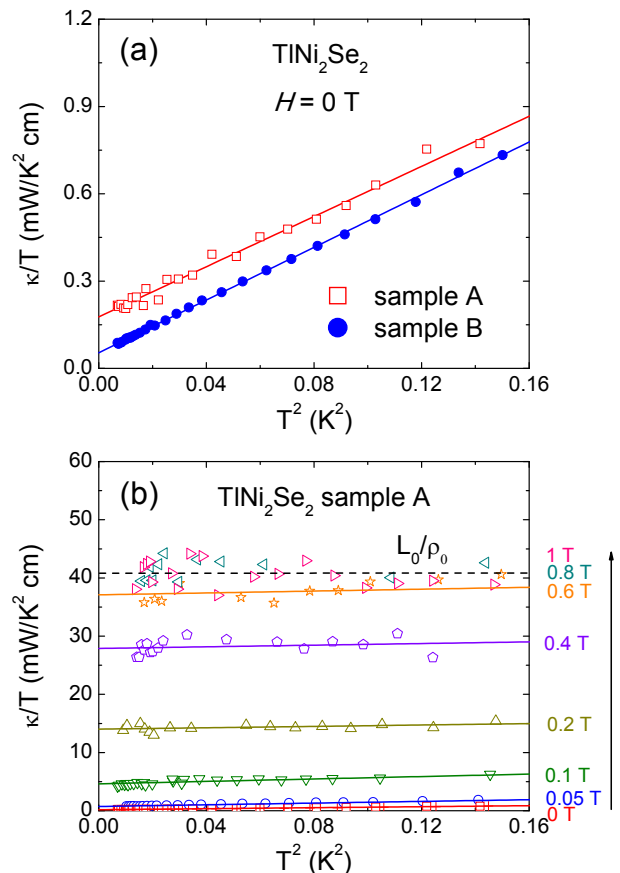 (a)
TlNi₂Se₂
H = 0 T
κ/T (mW/K² cm)
1.2
0.9
0.6
0.3
0.0
sample A
sample B
0.00 0.04 0.08 0.12 0.16
T² (K²)
(b)
TlNi₂Se₂ sample A
L₀/ρ₀
κ/T (mW/K² cm)
60
50
40
30
20
10
0
1 T
0.8 T
0.6 T
0.4 T
0.2 T
0.1 T
0.05 T
0 T
0.00 0.04 0.08 0.12 0.16
T² (K²)